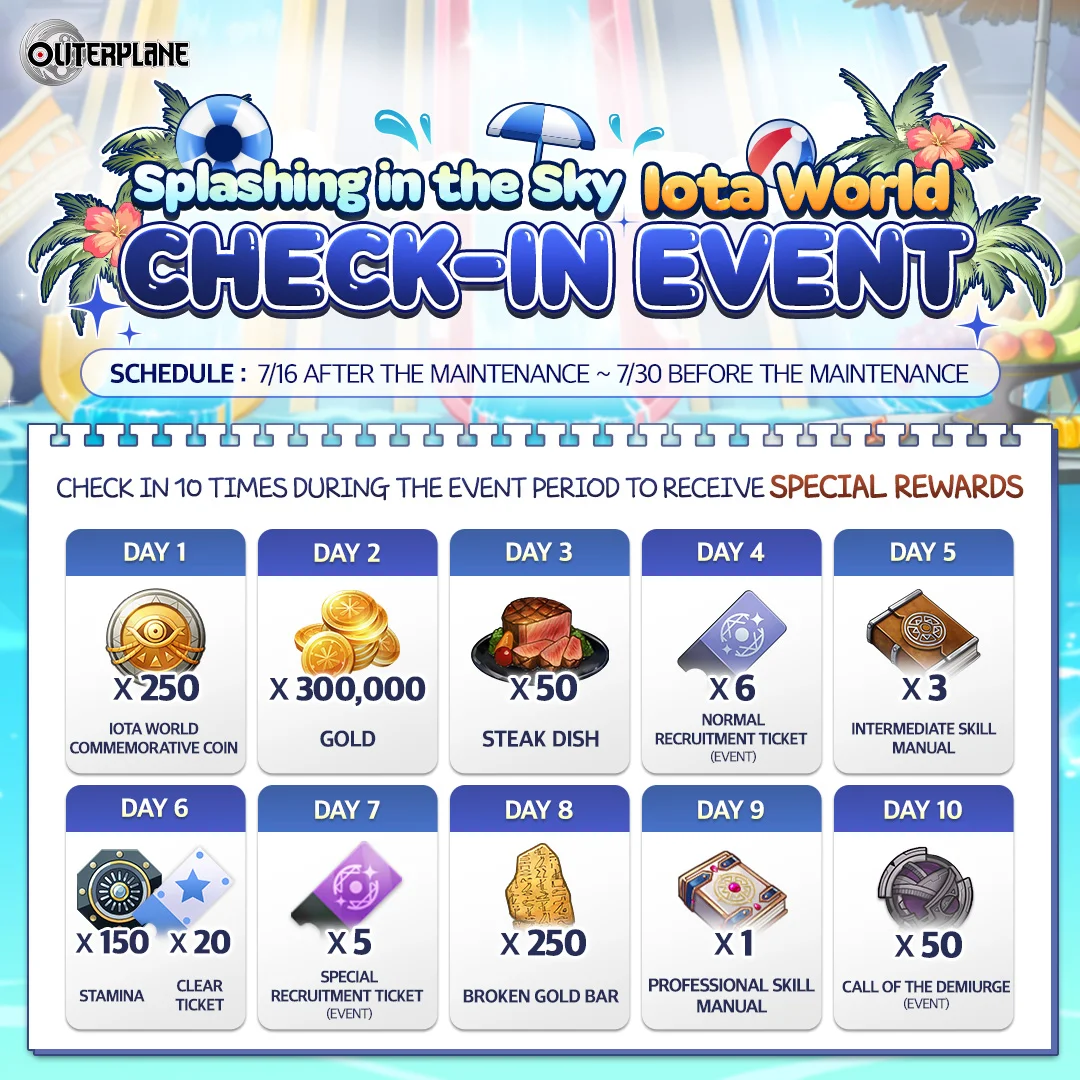 OUTERPLANE
Splashing in the Sky Iota World
CHECK-IN EVENT
SCHEDULE : 7/16 AFTER THE MAINTENANCE ~ 7/30 BEFORE THE MAINTENANCE
CHECK IN 10 TIMES DURING THE EVENT PERIOD TO RECEIVE SPECIAL REWARDS
DAY 1
X 250
IOTA WORLD
COMMEMORATIVE COIN
DAY 2
X 300,000
GOLD
DAY 3
X 50
STEAK DISH
DAY 4
X 6
NORMAL
RECRUITMENT TICKET
(EVENT)
DAY 5
X 3
INTERMEDIATE SKILL
MANUAL
DAY 6
X 150 X 20
STAMINA
CLEAR
TICKET
DAY 7
X 5
SPECIAL
RECRUITMENT TICKET
(EVENT)
DAY 8
X 250
BROKEN GOLD BAR
DAY 9
X 1
PROFESSIONAL SKILL
MANUAL
DAY 10
X 50
CALL OF THE DEMIURGE
(EVENT)